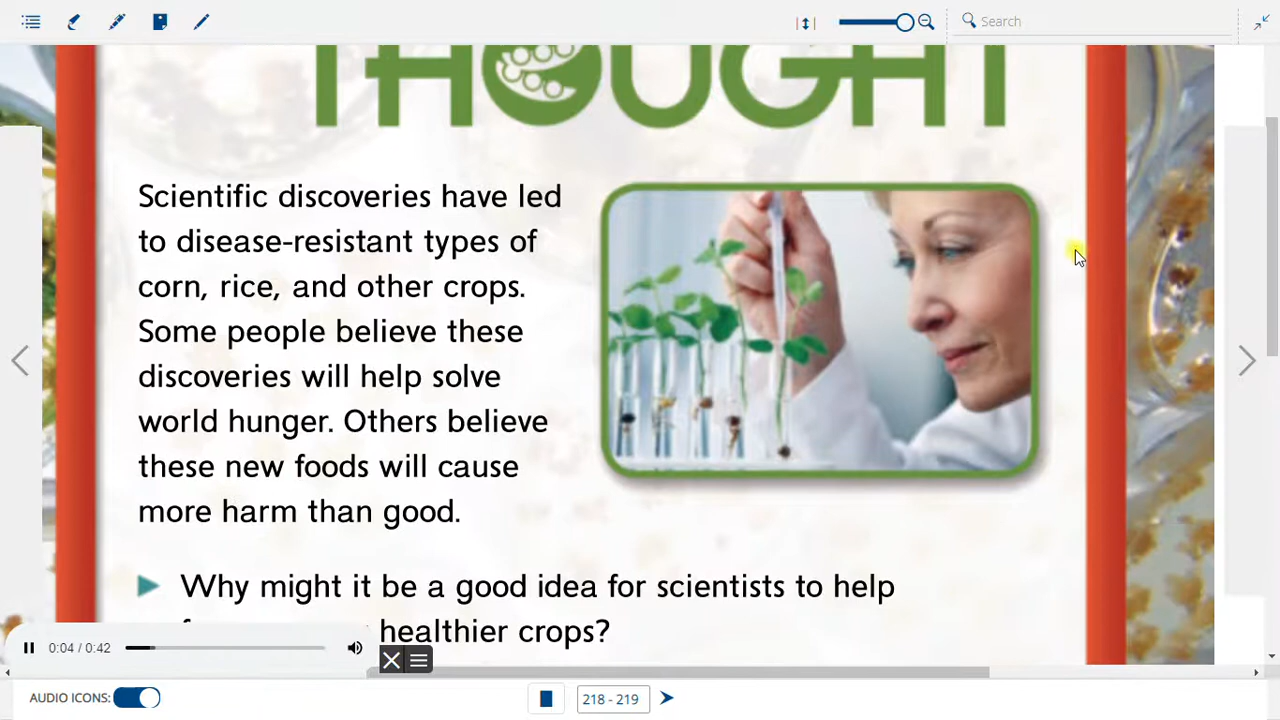 Search
THOUGHT
Scientific discoveries have led
to disease-resistant types of
corn, rice, and other crops.
Some people believe these
discoveries will help solve
world hunger. Others believe
these new foods will cause
more harm than good.
Why might it be a good idea for scientists to help
healthier crops?
0:04 / 0:42
AUDIO ICONS:
218 - 219